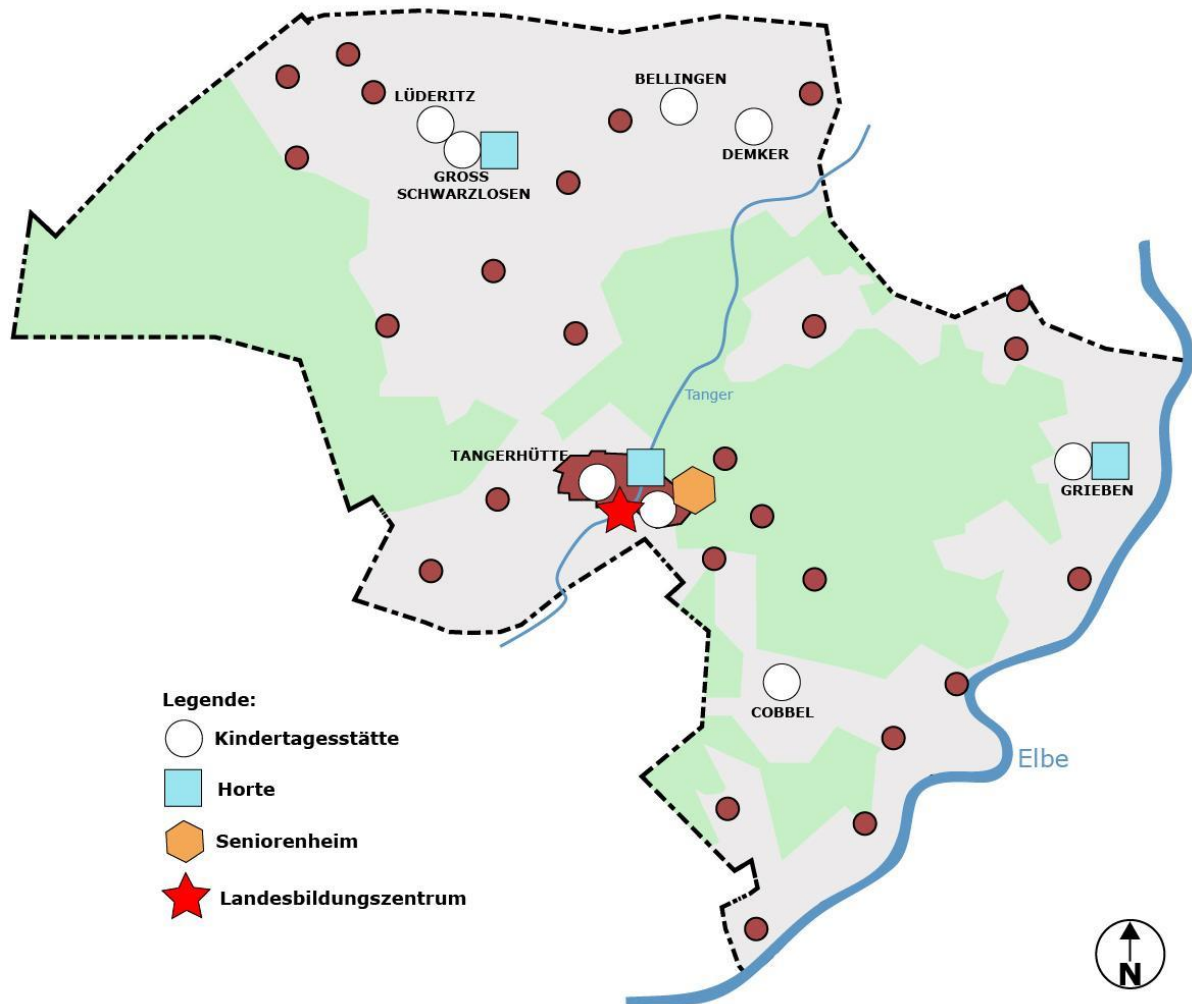 BELLINGEN
LÜDERITZ
DEMKER
GROSS
SCHWARZLOSEN
Tanger
TANGERHÜTTE
GRIEBEN
COBBEL
Elbe
Legende:
Kindertagesstätte
Horte
Seniorenheim
Landesbildungszentrum
N